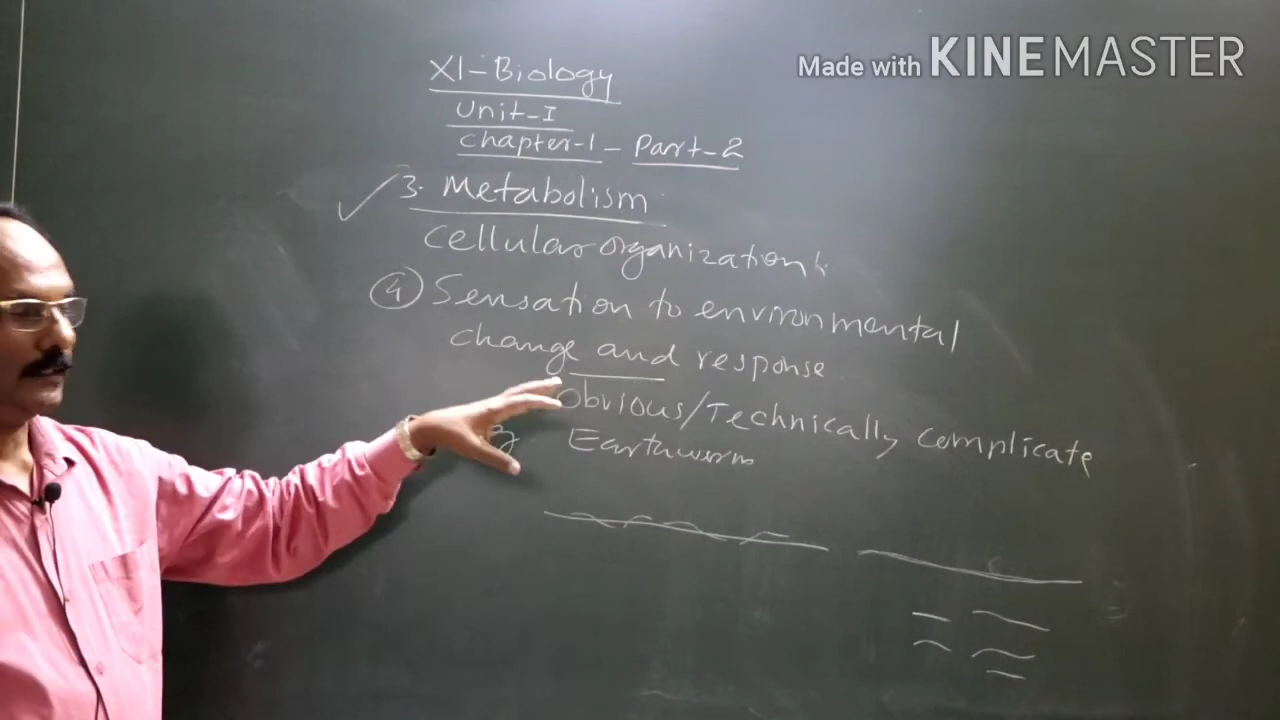 Made with KINEMASTER
XI-Biology
Unit-I
Chapter-1 - Part-2
3. Metabolism
Cellular organization
4 Sensation to environmental
change and response
Obvious/Technically complicate
Earthworm